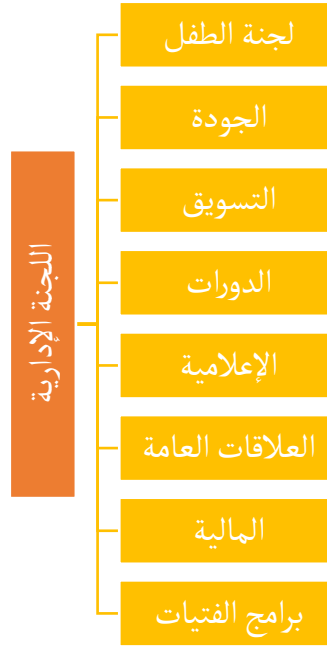 اللجنة الإدارية
لجنة الطفل
الجودة
التسويق
الدورات
الإعلامية
العلاقات العامة
المالية
برامج الفتيات